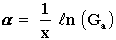 α = 1/x ℓn (Gₐ)